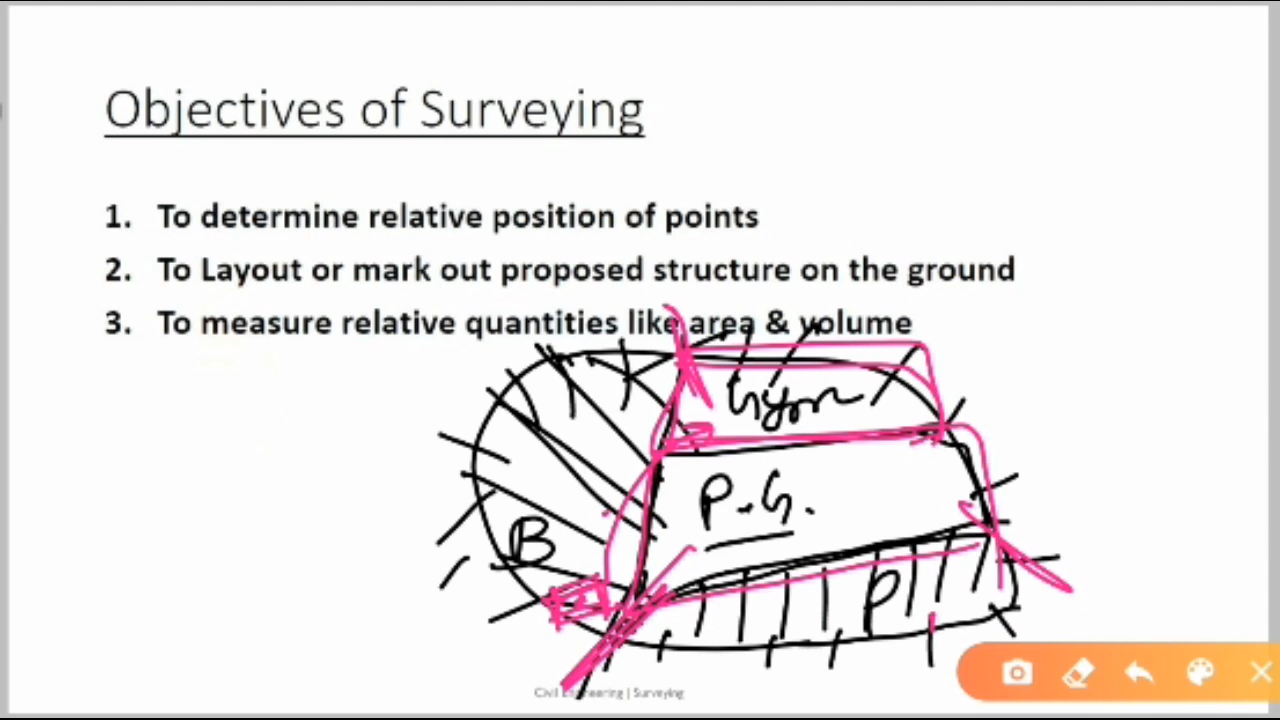 Objectives of Surveying
1. To determine relative position of points
2. To Layout or mark out proposed structure on the ground
3. To measure relative quantities like area & volume
Gym
P.G.
B
P
Civil Engineering | Surveying